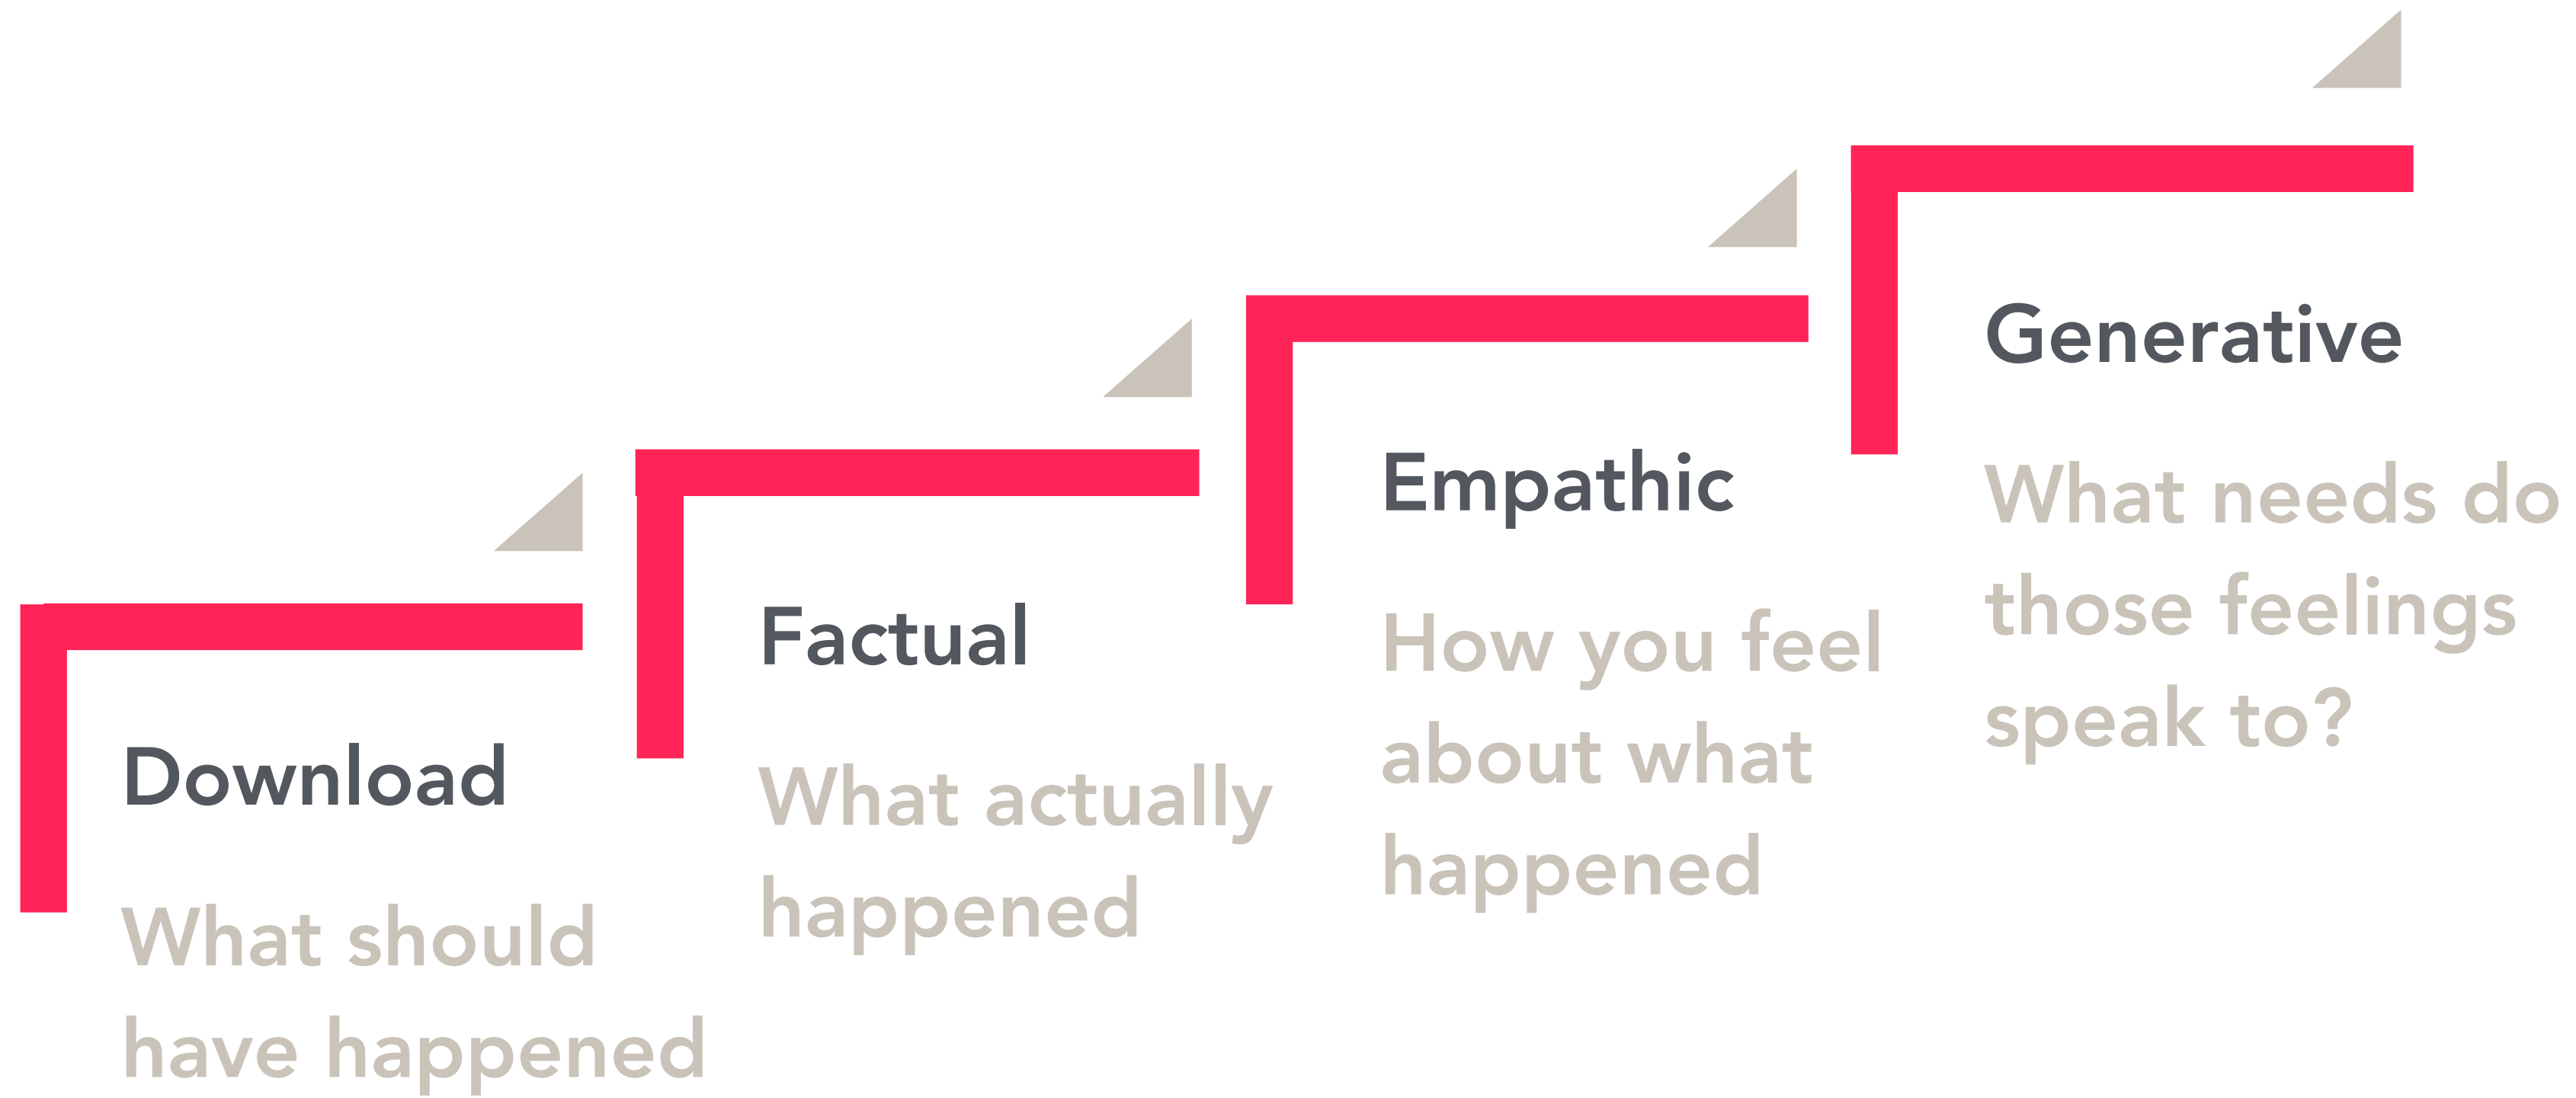 Download
What should
have happened
Factual
What actually
happened
Empathic
How you feel
about what
happened
Generative
What needs do
those feelings
speak to?